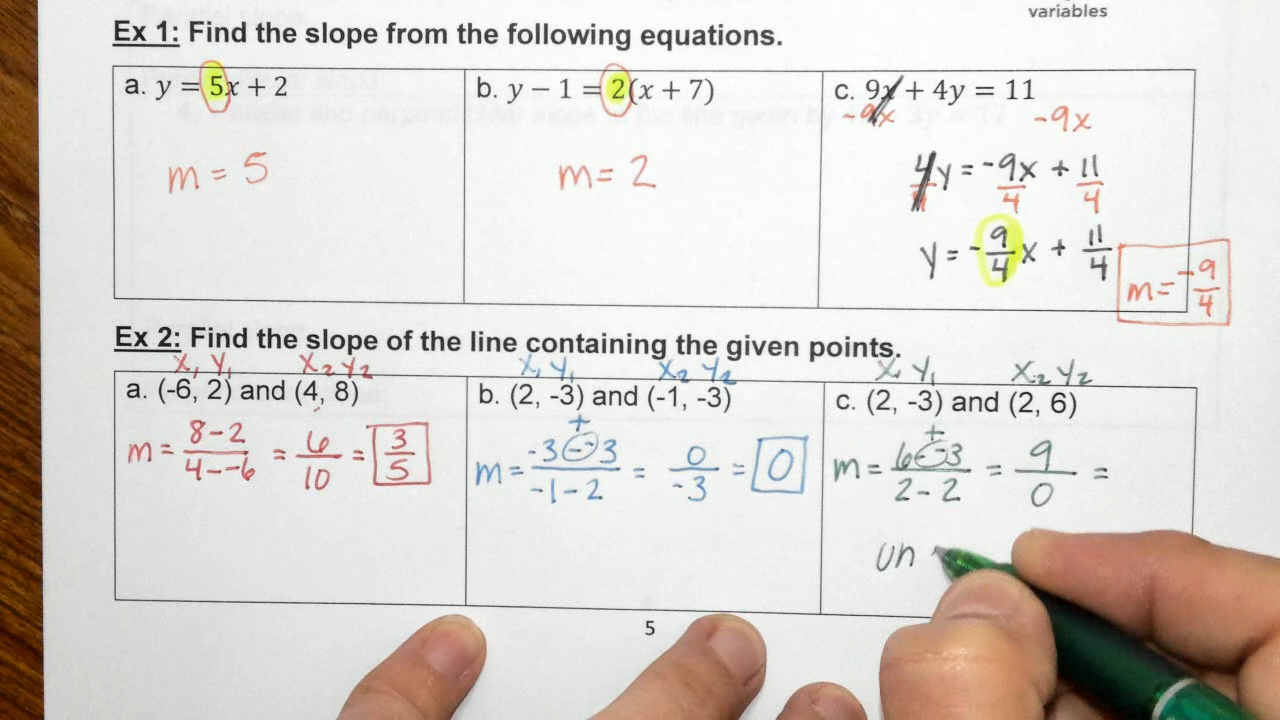 variables
Ex 1: Find the slope from the following equations.
a. y = 5x + 2
m = 5
b. y − 1 = 2(x + 7)
m = 2
c. 9x + 4y = 11
-9x -9x
4y = -9x + 11
4 4 4
y = -9/4 x + 11/4
m = -9/4
Ex 2: Find the slope of the line containing the given points.
x₁ y₁ x₂ y₂
a. (-6, 2) and (4, 8)
m = 8-2/4--6 = 6/10 = 3/5
x₁ y₁ x₂ y₂
b. (2, -3) and (-1, -3)
+
m = -3--3/-1-2 = 0/-3 = 0
x₁ y₁ x₂ y₂
c. (2, -3) and (2, 6)
+
m = 6--3/2-2 = 9/0 =
un
5